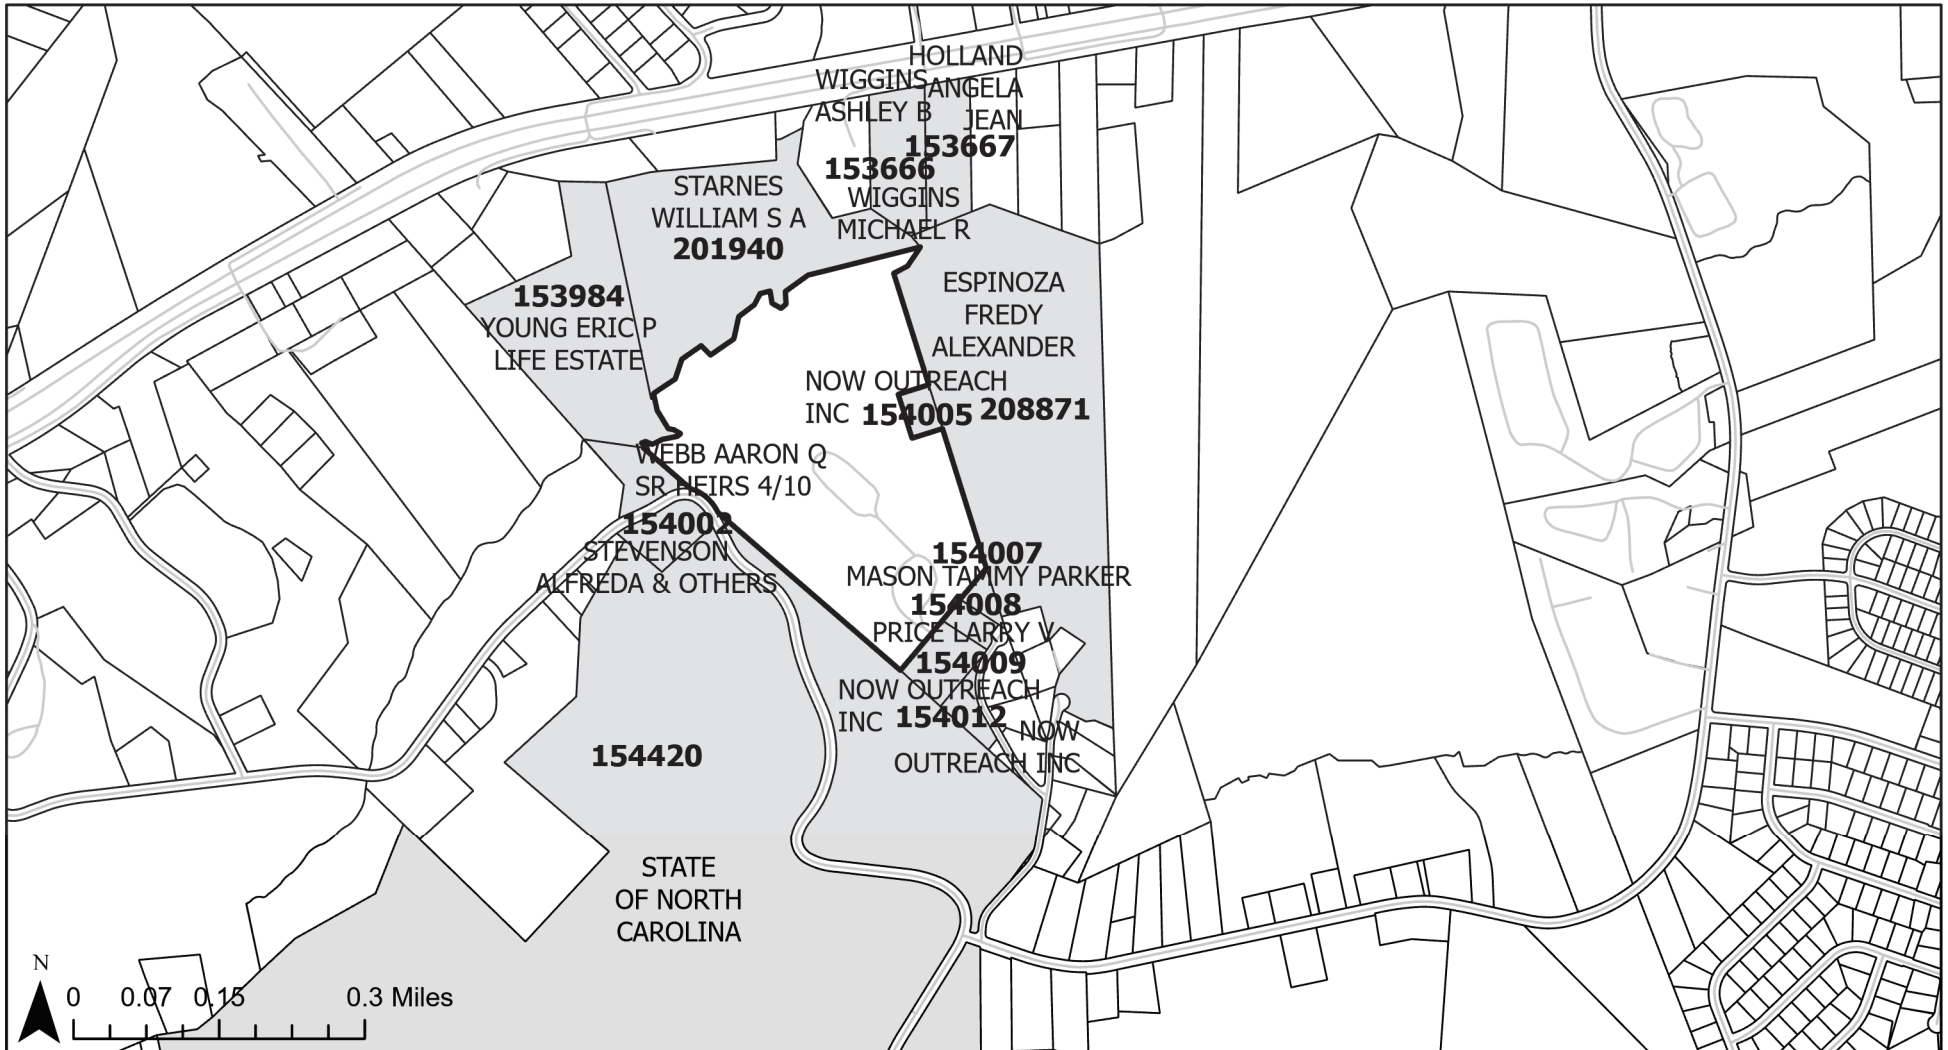 HOLLAND
ANGELA
JEAN
153667
WIGGINS
ASHLEY B
153666
WIGGINS
MICHAEL R
STARNES
WILLIAM S A
201940
153984
YOUNG ERIC P
LIFE ESTATE
ESPINOZA
FREDY
ALEXANDER
208871
NOW OUTREACH
INC 154005
WEBB AARON Q
SR HEIRS 4/10
154002
STEVENSON
ALFREDA & OTHERS
154007
MASON TAMMY PARKER
154008
PRICE LARRY V
154009
NOW OUTREACH
INC 154012
NOW
OUTREACH INC
154420
STATE
OF NORTH
CAROLINA
N
0 0.07 0.15 0.3 Miles